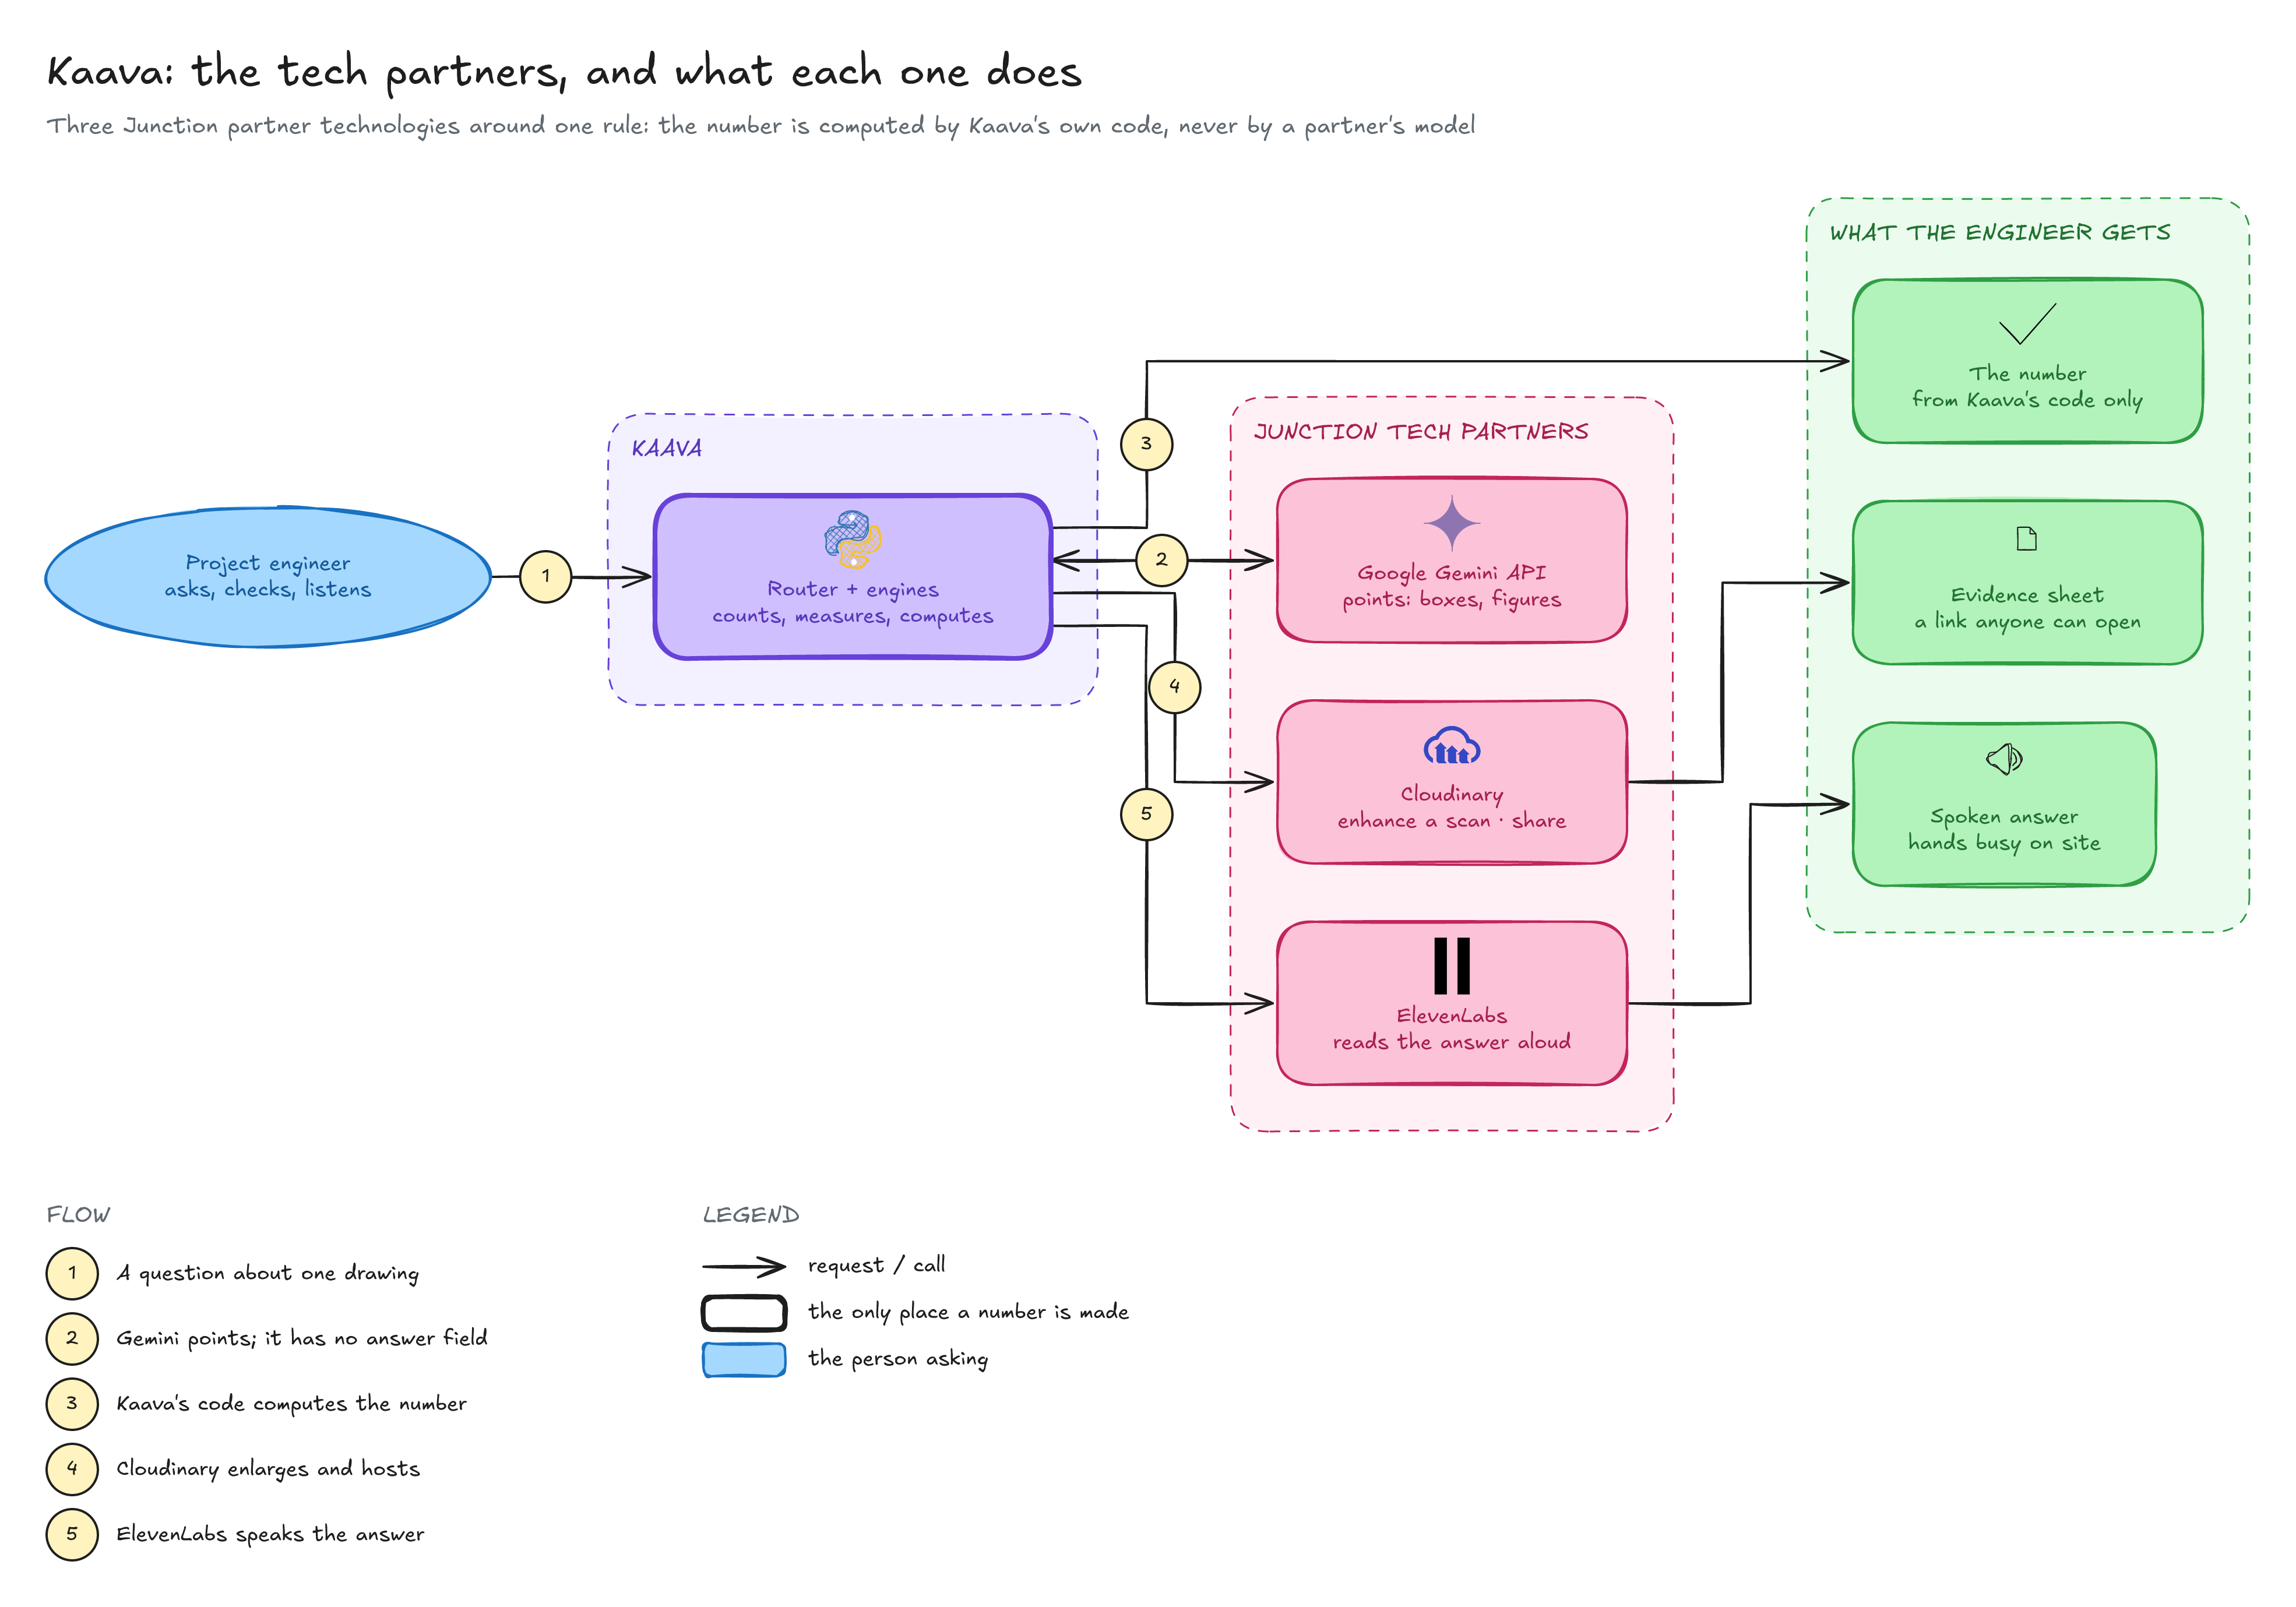 Kaava: the tech partners, and what each one does
Three Junction partner technologies around one rule: the number is computed by Kaava's own code, never by a partner's model
Project engineer
asks, checks, listens
1
KAAVA
Router + engines
counts, measures, computes
3
2
4
5
JUNCTION TECH PARTNERS
Google Gemini API
points: boxes, figures
Cloudinary
enhance a scan · share
ElevenLabs
reads the answer aloud
WHAT THE ENGINEER GETS
The number
from Kaava's code only
Evidence sheet
a link anyone can open
Spoken answer
hands busy on site
FLOW
1 A question about one drawing
2 Gemini points; it has no answer field
3 Kaava's code computes the number
4 Cloudinary enlarges and hosts
5 ElevenLabs speaks the answer
LEGEND
request / call
the only place a number is made
the person asking